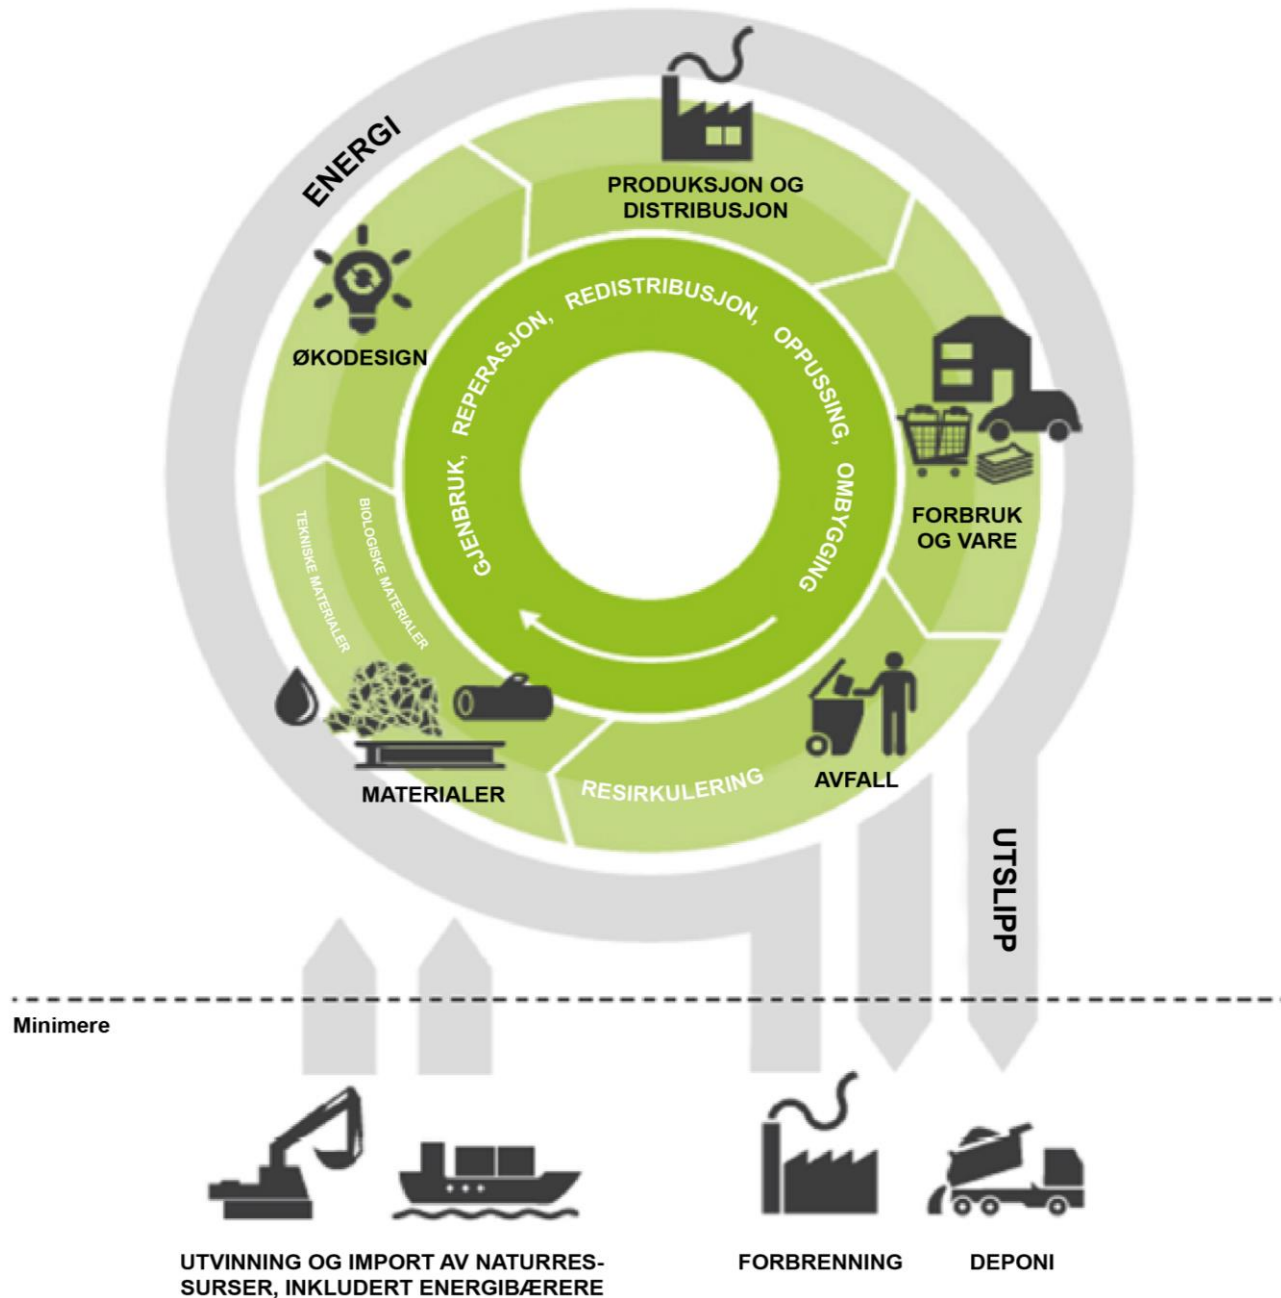 ENERGI
PRODUKSJON OG
DISTRIBUSJON
ØKODESIGN
GJENBRUK, REPERASJON, REDISTRIBUSJON, OPPUSSING, OMBYGGING
FORBRUK
OG VARE
TEKNISKE MATERIALER
BIOLOGISKE MATERIALER
MATERIALER
RESIRKULERING
AVFALL
UTSLIPP
Minimere
UTVINNING OG IMPORT AV NATURRES-
SURSER, INKLUDERT ENERGIBÆRERE
FORBRENNING
DEPONI